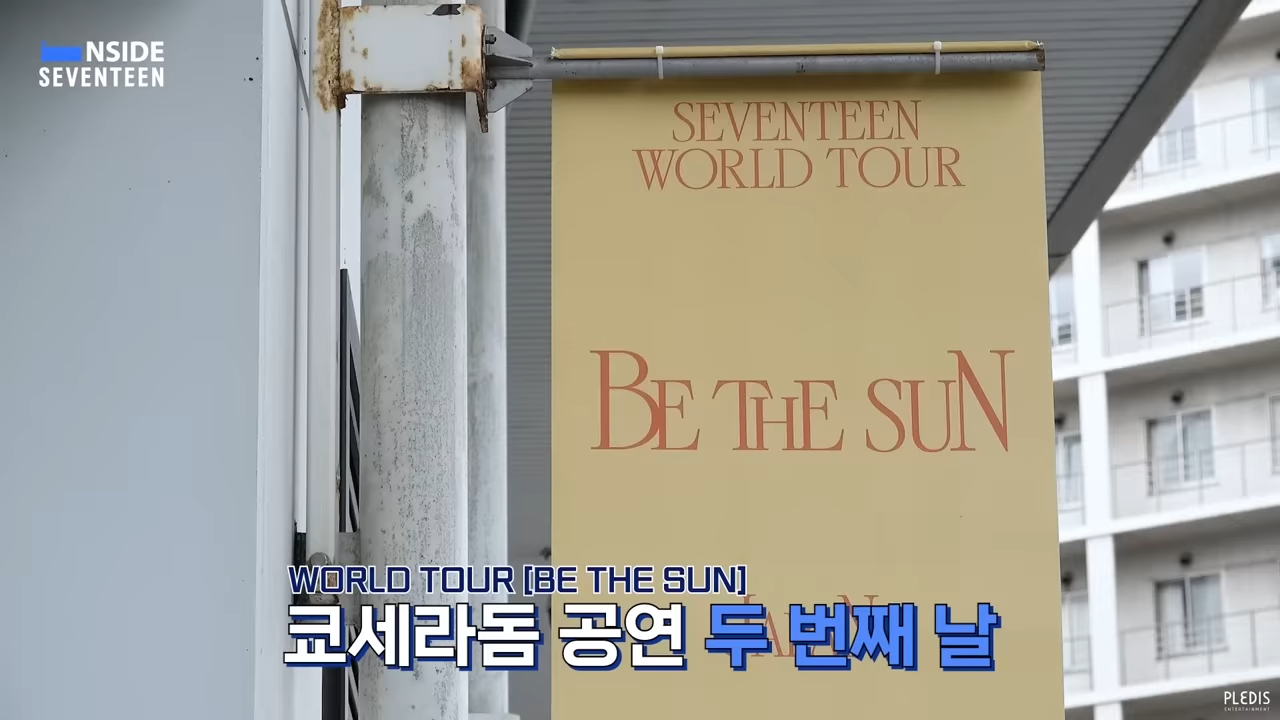 NSIDE
SEVENTEEN
SEVENTEEN
WORLD TOUR
BE THE SUN
WORLD TOUR [BE THE SUN]
쿄세라돔 공연 두 번째 날
PLEDIS
ENTERTAINMENT